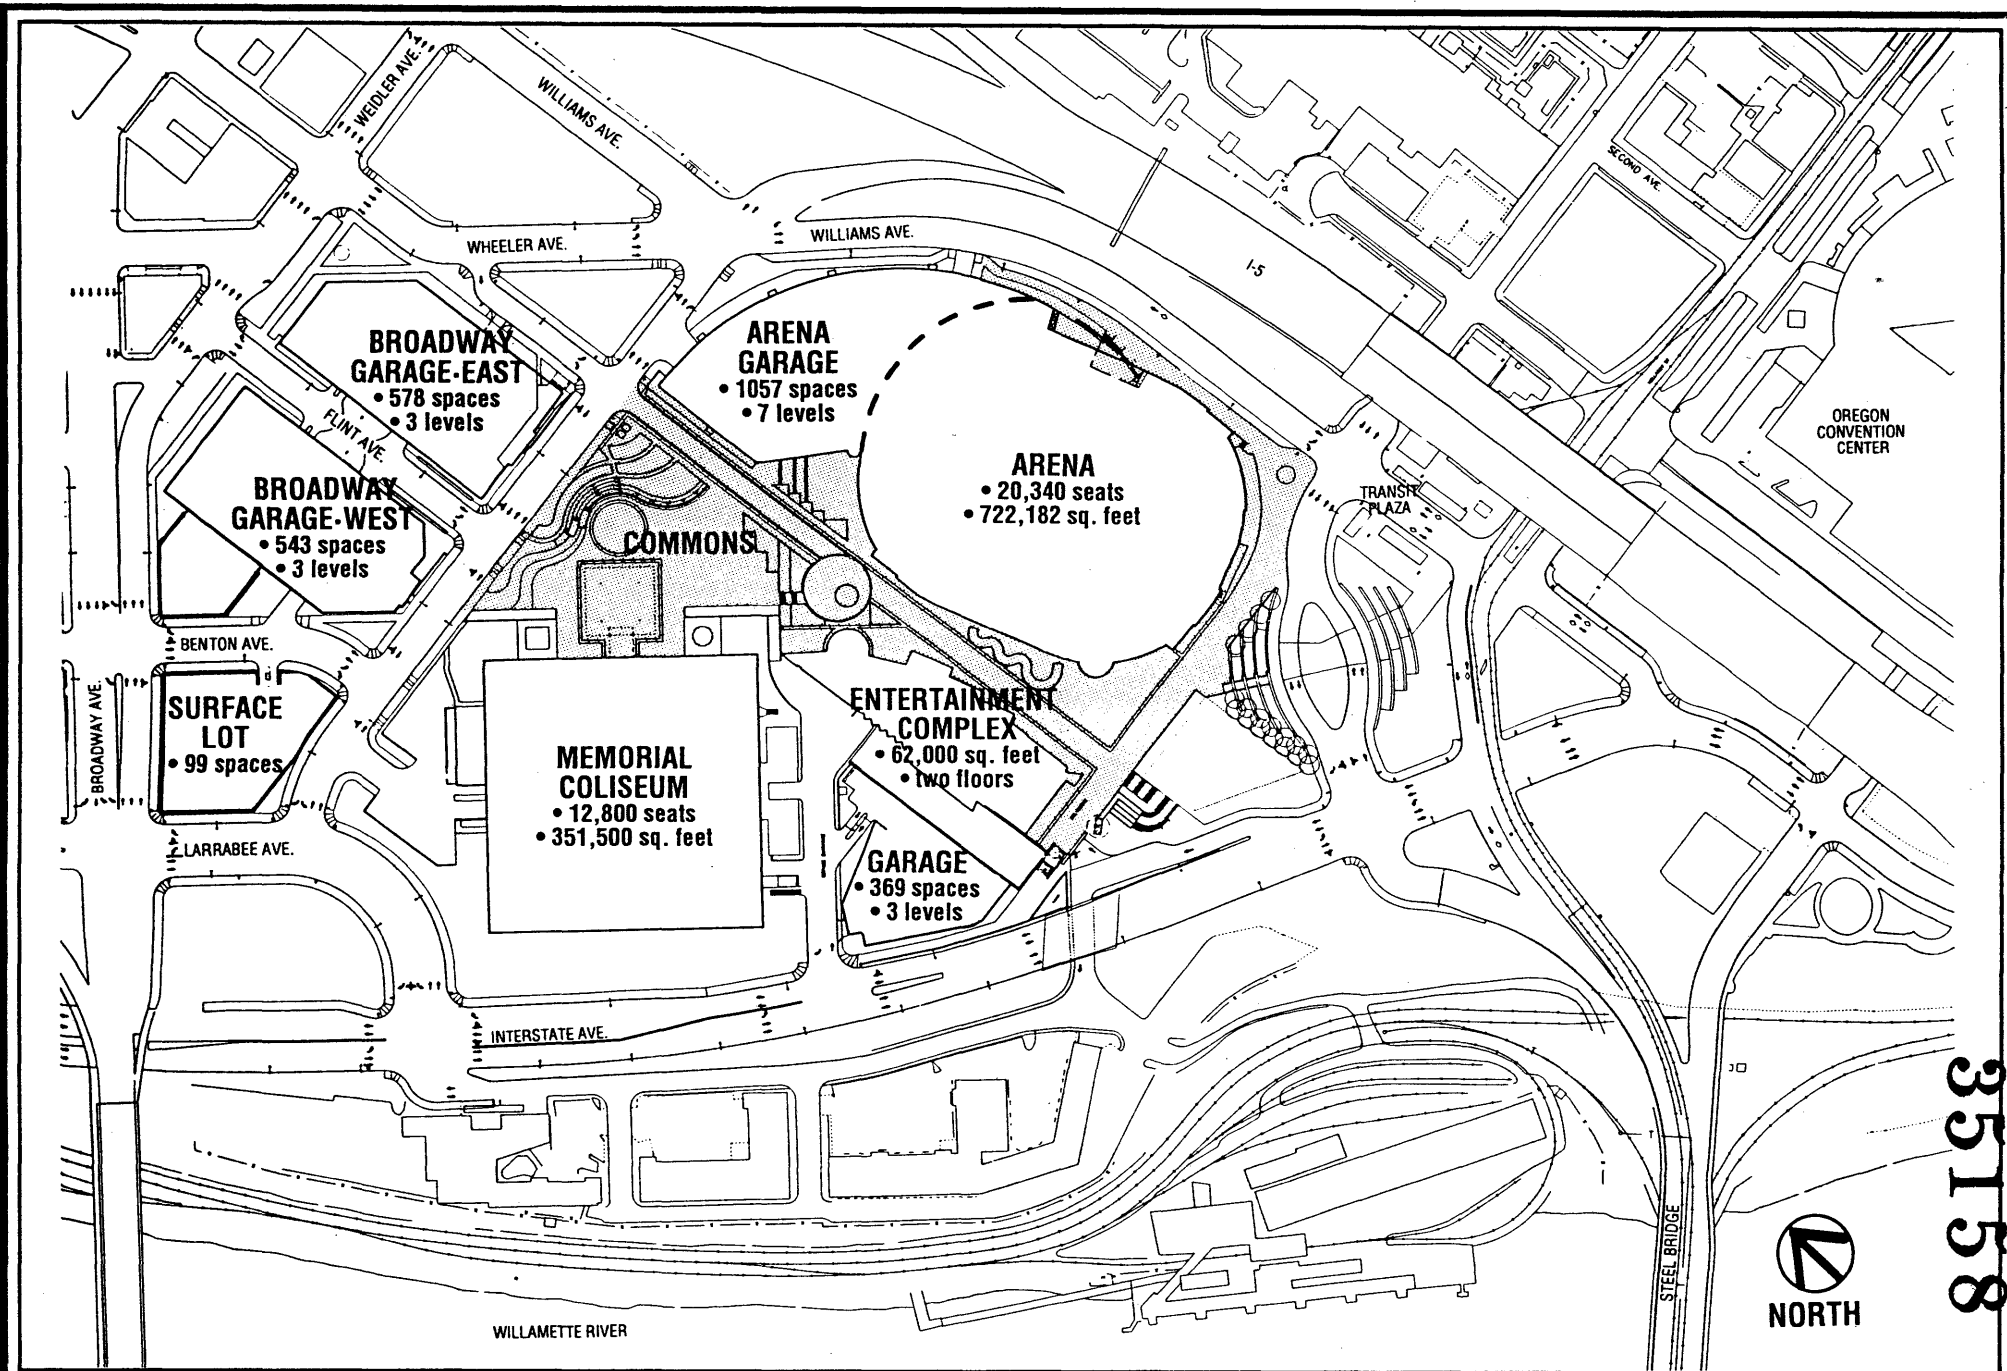 WEIDLER AVE.
WILLIAMS AVE.
SECOND AVE.
WHEELER AVE.
WILLIAMS AVE.
I-5
BROADWAY
GARAGE-EAST
• 578 spaces
• 3 levels
ARENA
GARAGE
• 1057 spaces
• 7 levels
FLINT AVE.
OREGON
CONVENTION
CENTER
ARENA
• 20,340 seats
• 722,182 sq. feet
TRANSIT
PLAZA
BROADWAY
GARAGE-WEST
• 543 spaces
• 3 levels
COMMONS
BENTON AVE.
BROADWAY AVE.
SURFACE
LOT
• 99 spaces
ENTERTAINMENT
COMPLEX
• 62,000 sq. feet
• two floors
MEMORIAL
COLISEUM
• 12,800 seats
• 351,500 sq. feet
LARRABEE AVE.
GARAGE
• 369 spaces
• 3 levels
INTERSTATE AVE.
STEEL BRIDGE
WILLAMETTE RIVER
NORTH
35158